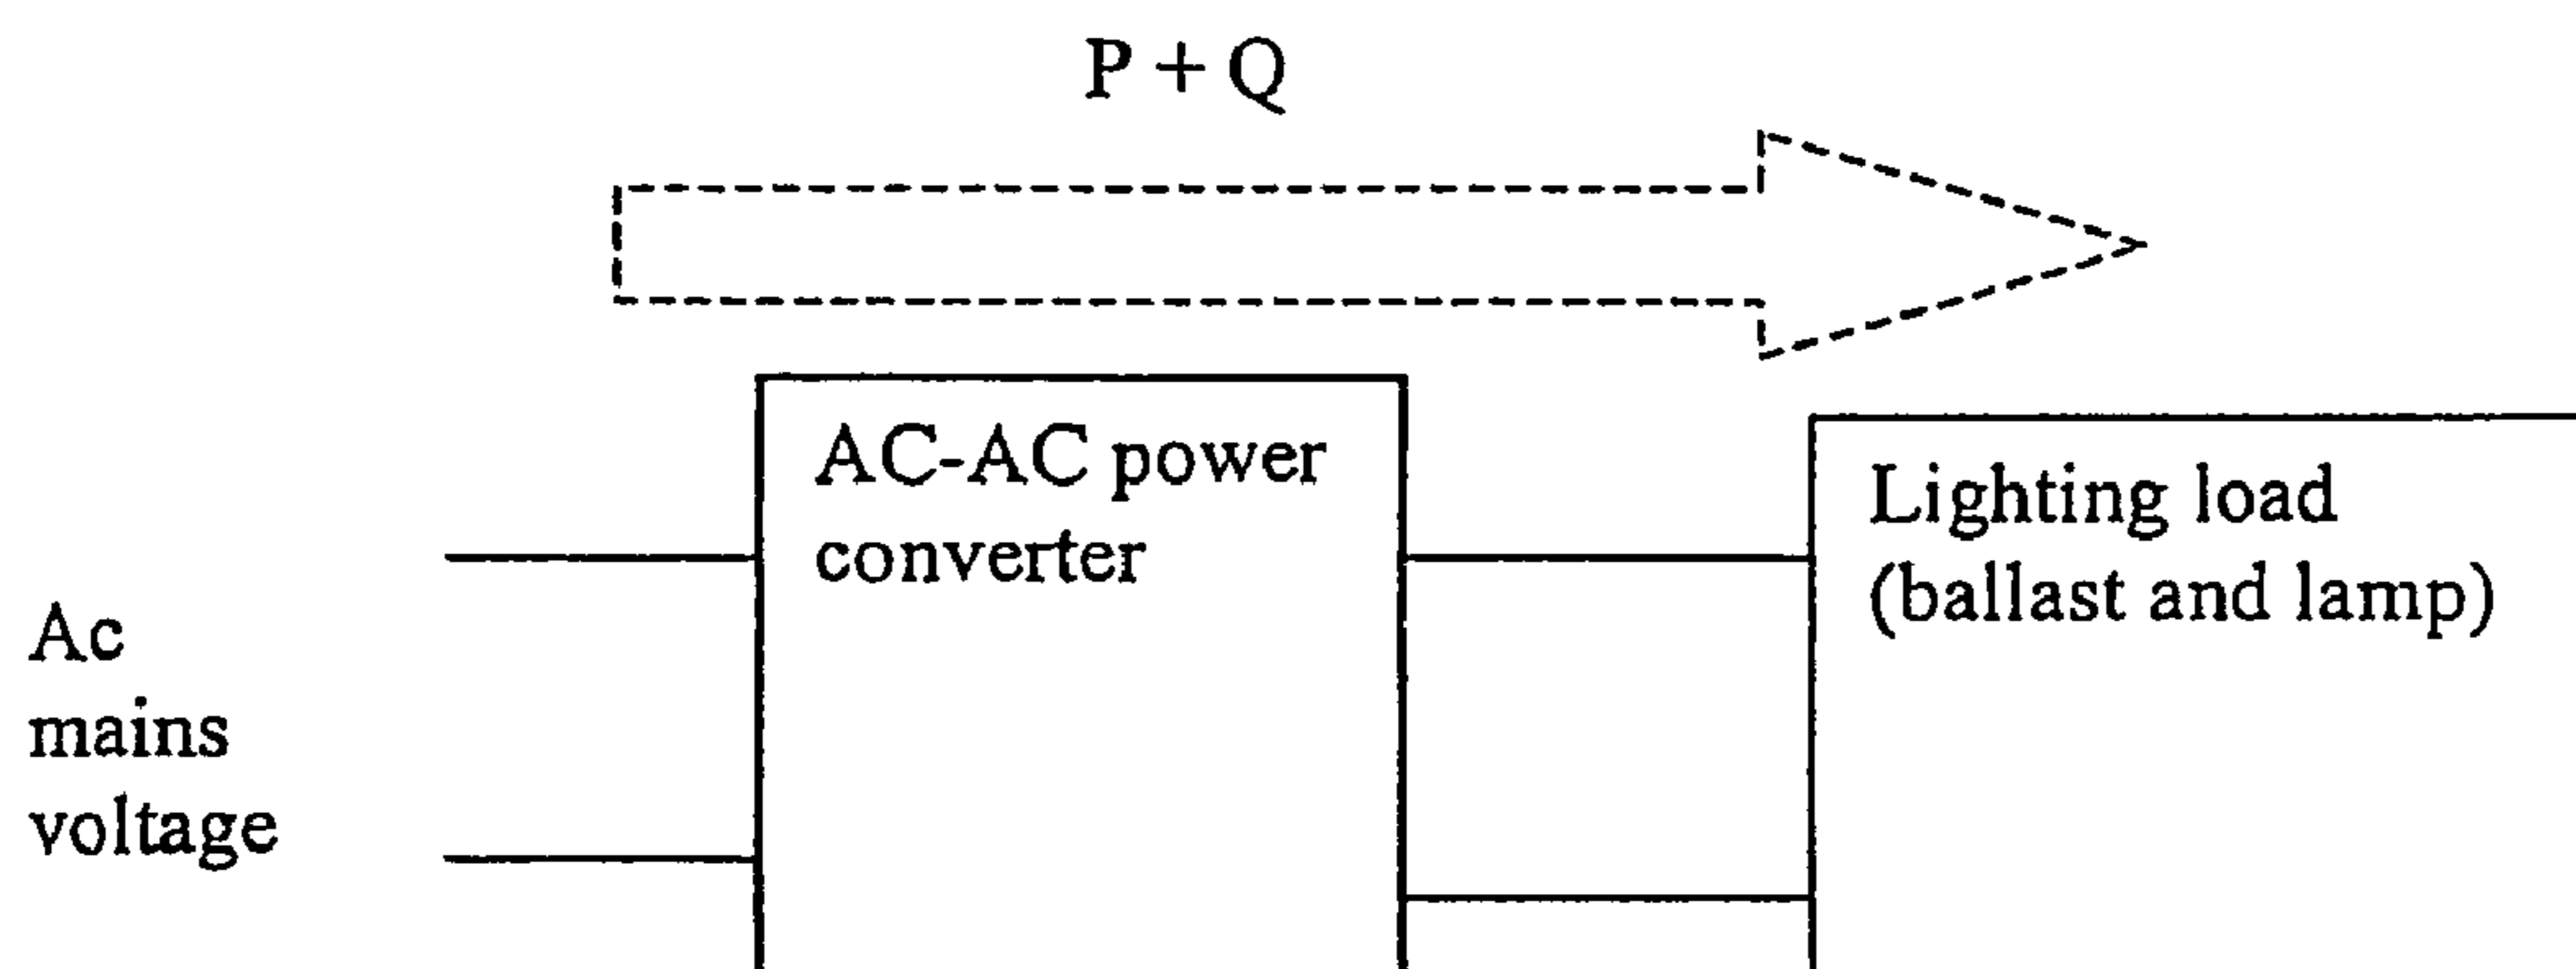 P + Q
AC-AC power
converter
Lighting load
(ballast and lamp)
Ac
mains
voltage